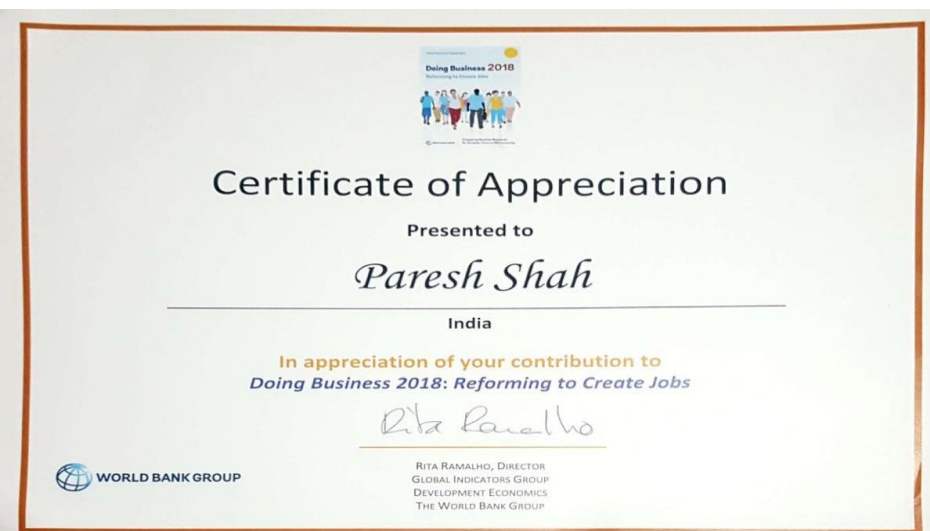 Doing Business 2018
Reforming to Create Jobs
Certificate of Appreciation
Presented to
Paresh Shah
India
In appreciation of your contribution to
Doing Business 2018: Reforming to Create Jobs
Rita Ramalho
RITA RAMALHO, DIRECTOR
GLOBAL INDICATORS GROUP
DEVELOPMENT ECONOMICS
THE WORLD BANK GROUP
WORLD BANK GROUP